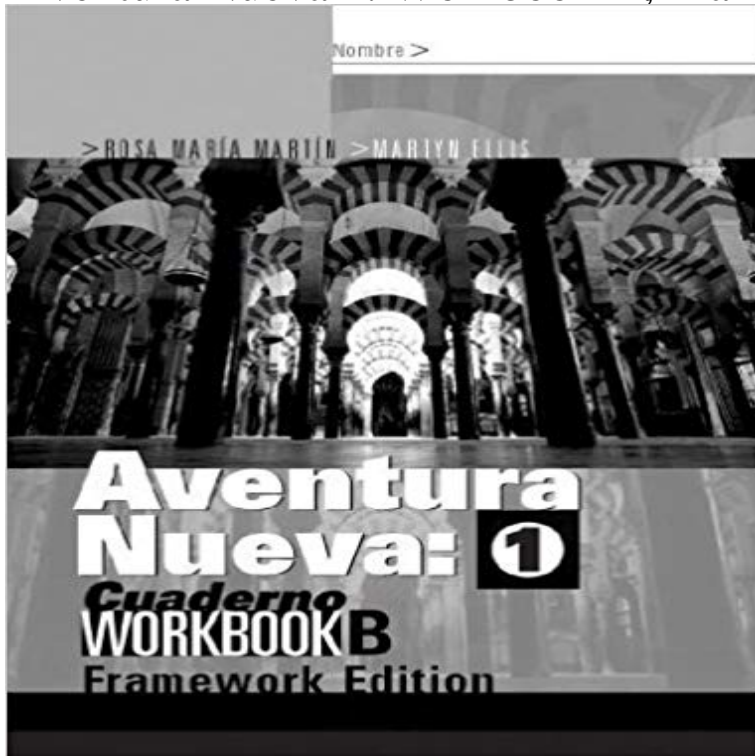 Nombre >
>ROSA MARÍA MARTÍN >MARTYN ELLIS
Aventura
Nueva: 1
Cuaderno
WORKBOOK B
Framework Edition